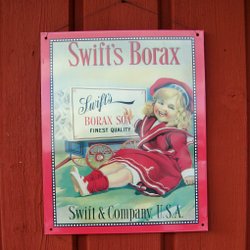 Swift's Borax
Swift's
BORAX SOA
FINEST QUALITY
Swift & Company, U.S.A.